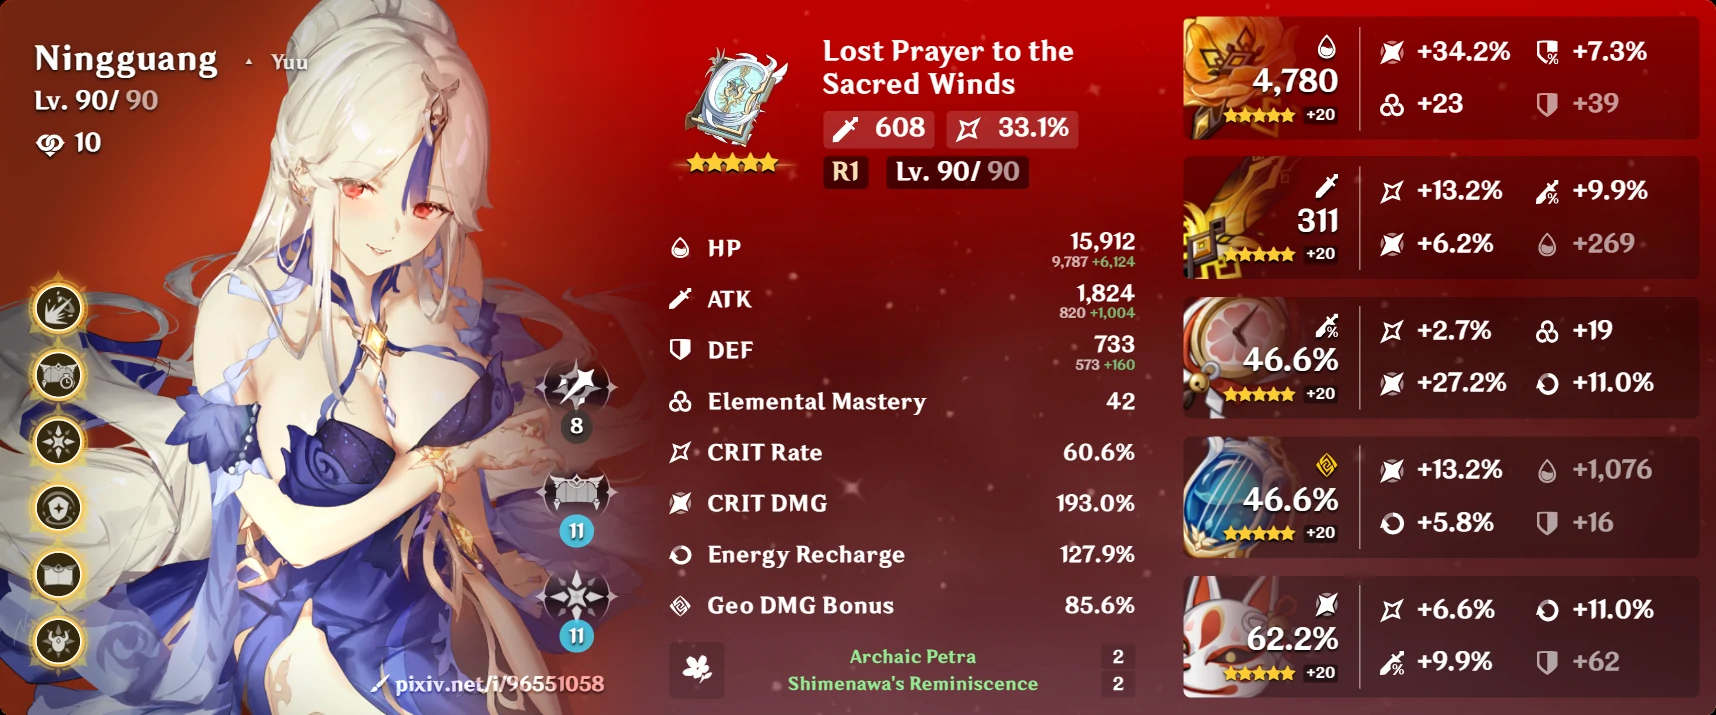 Ningguang · Yuu
Lv. 90/ 90
10
8
11
11
pixiv.net/i/96551058
Lost Prayer to the
Sacred Winds
608 33.1%
R1 Lv. 90/ 90
HP 15,912
9,787 +6,124
ATK 1,824
820 +1,004
DEF 733
573 +160
Elemental Mastery 42
CRIT Rate 60.6%
CRIT DMG 193.0%
Energy Recharge 127.9%
Geo DMG Bonus 85.6%
Archaic Petra 2
Shimenawa's Reminiscence 2
4,780
+20
+34.2% +7.3%
+23 +39
311
+20
+13.2% +9.9%
+6.2% +269
46.6%
+20
+2.7% +19
+27.2% +11.0%
46.6%
+20
+13.2% +1,076
+5.8% +16
62.2%
+20
+6.6% +11.0%
+9.9% +62